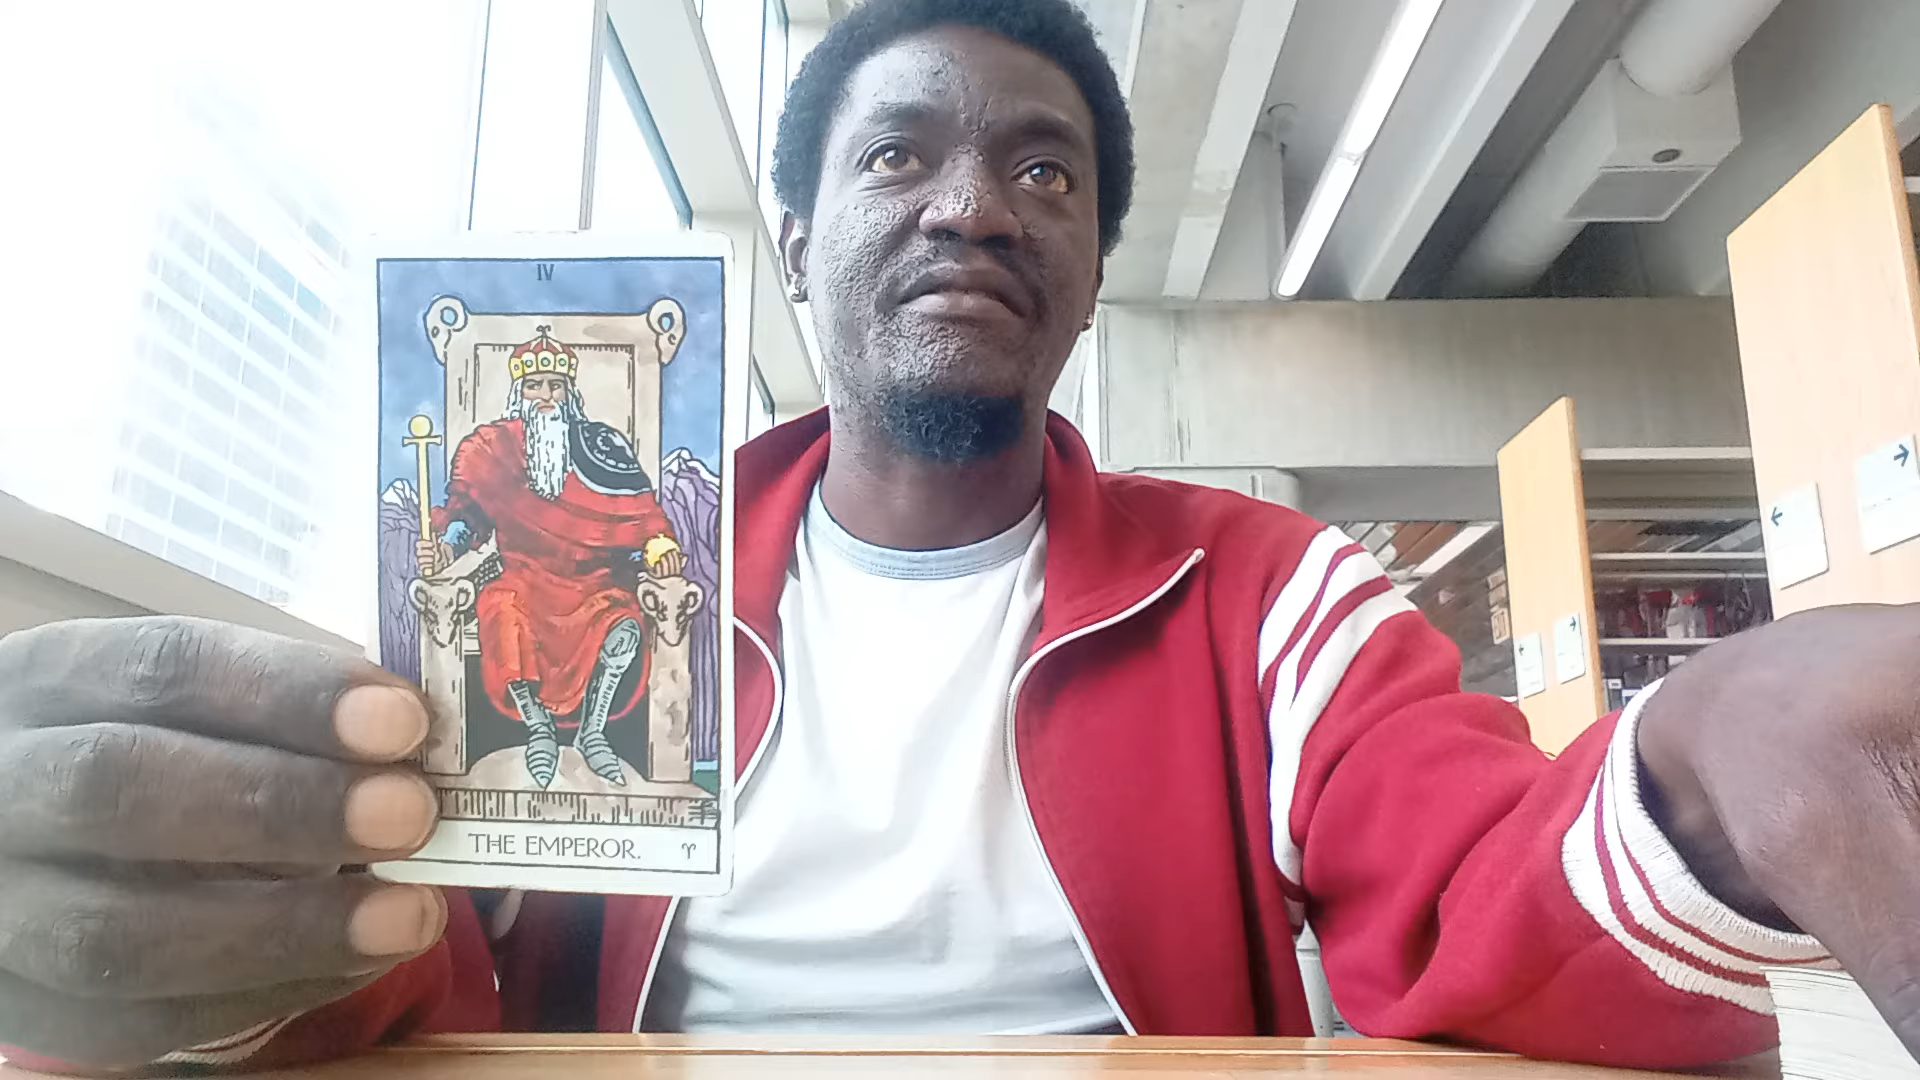 IV
THE EMPEROR. ♈